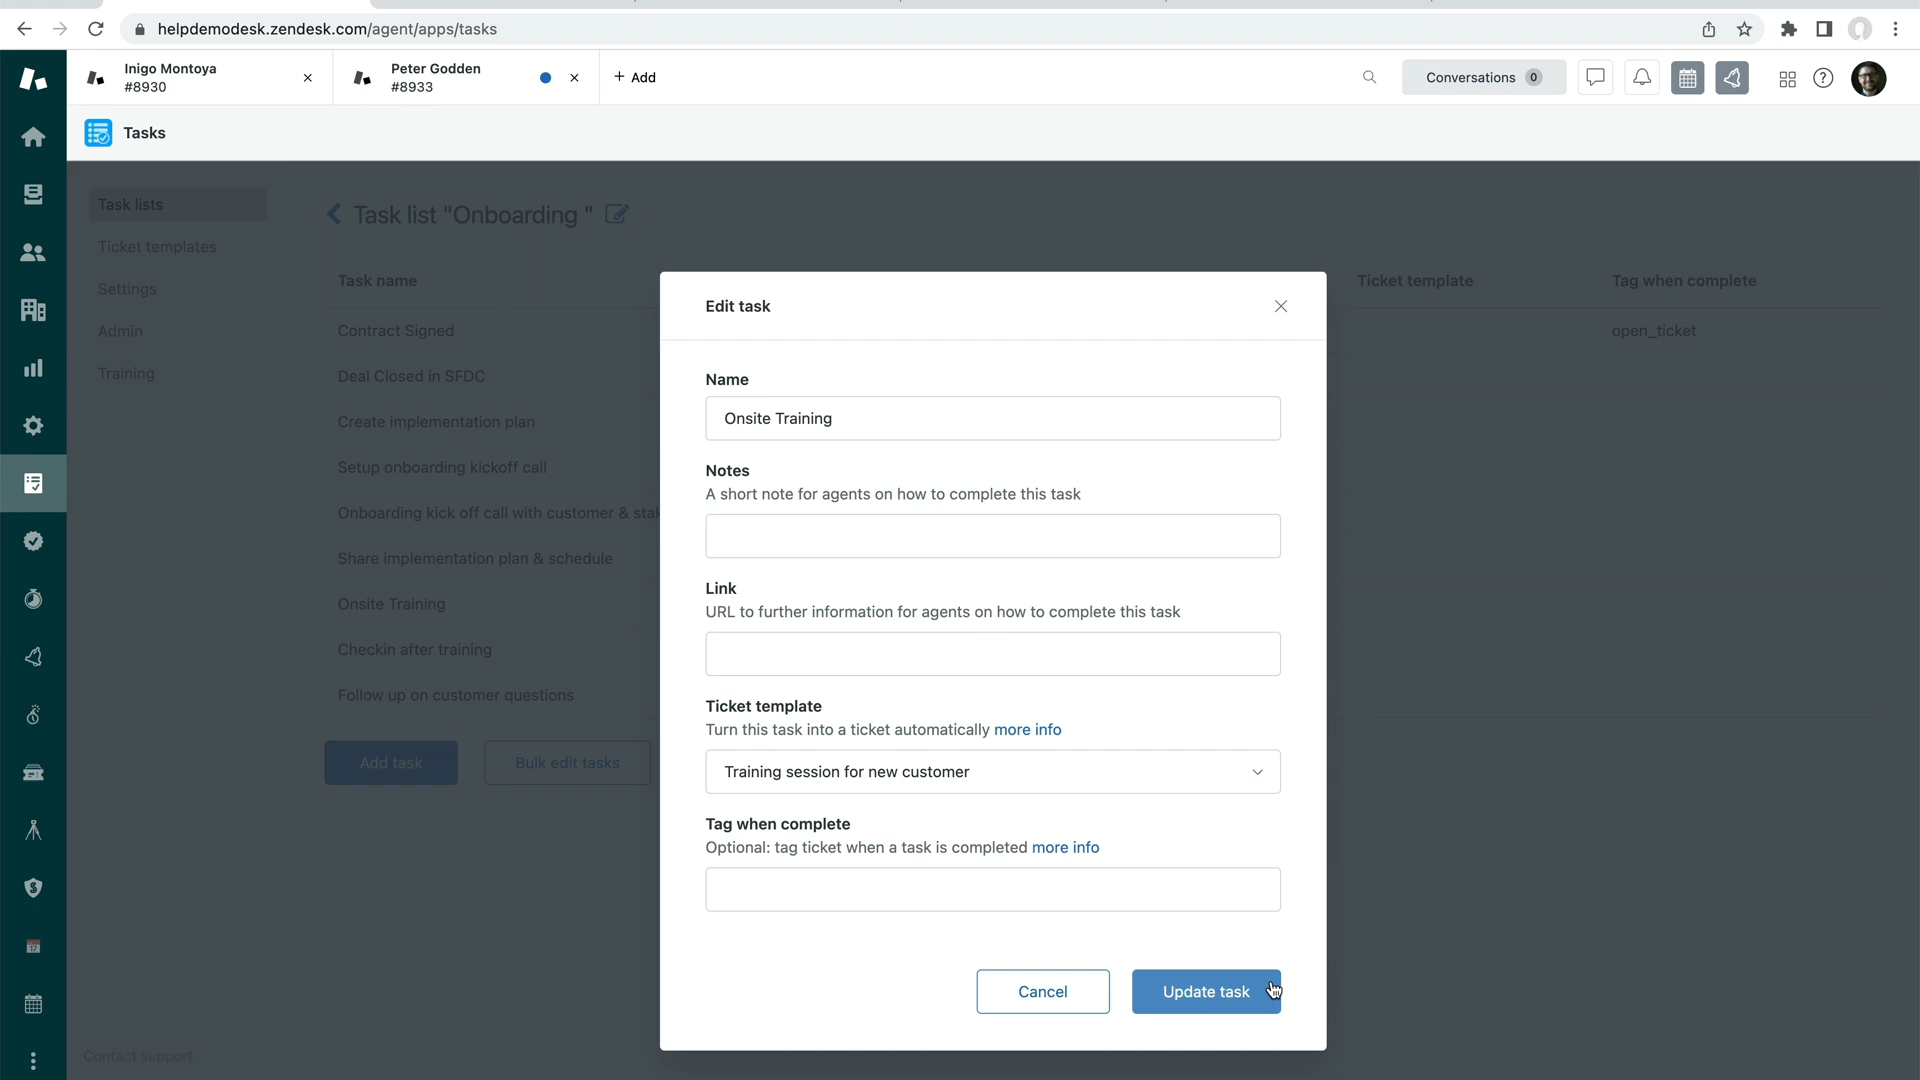 helpdemodesk.zendesk.com/agent/apps/tasks
Inigo Montoya
#8930
Peter Godden
#8933
+ Add
Conversations 0
Tasks
Task lists
Ticket templates
Settings
Admin
Training
Contact support
Task list "Onboarding "
Task name
Ticket template
Tag when complete
Contract Signed
open_ticket
Deal Closed in SFDC
Create implementation plan
Setup onboarding kickoff call
Onboarding kick off call with customer &
Share implementation plan & schedule
Onsite Training
Checkin after training
Follow up on customer questions
Add task
Bulk edit tasks
Edit task
Name
Onsite Training
Notes
A short note for agents on how to complete this task
Link
URL to further information for agents on how to complete this task
Ticket template
Turn this task into a ticket automatically more info
Training session for new customer
Tag when complete
Optional: tag ticket when a task is completed more info
Cancel
Update task
17